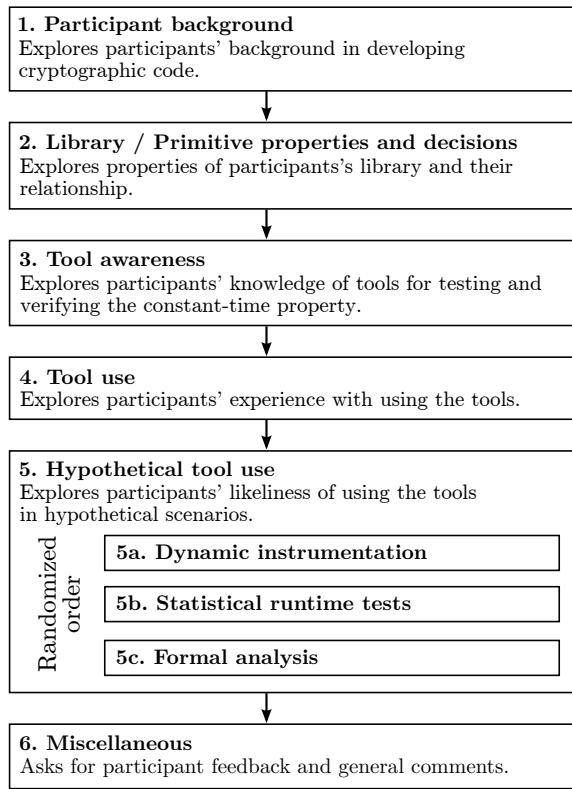 1. Participant background
Explores participants' background in developing
cryptographic code.
2. Library / Primitive properties and decisions
Explores properties of participants's library and their
relationship.
3. Tool awareness
Explores participants' knowledge of tools for testing and
verifying the constant-time property.
4. Tool use
Explores participants' experience with using the tools.
5. Hypothetical tool use
Explores participants' likeliness of using the tools
in hypothetical scenarios.
Randomized
order
5a. Dynamic instrumentation
5b. Statistical runtime tests
5c. Formal analysis
6. Miscellaneous
Asks for participant feedback and general comments.